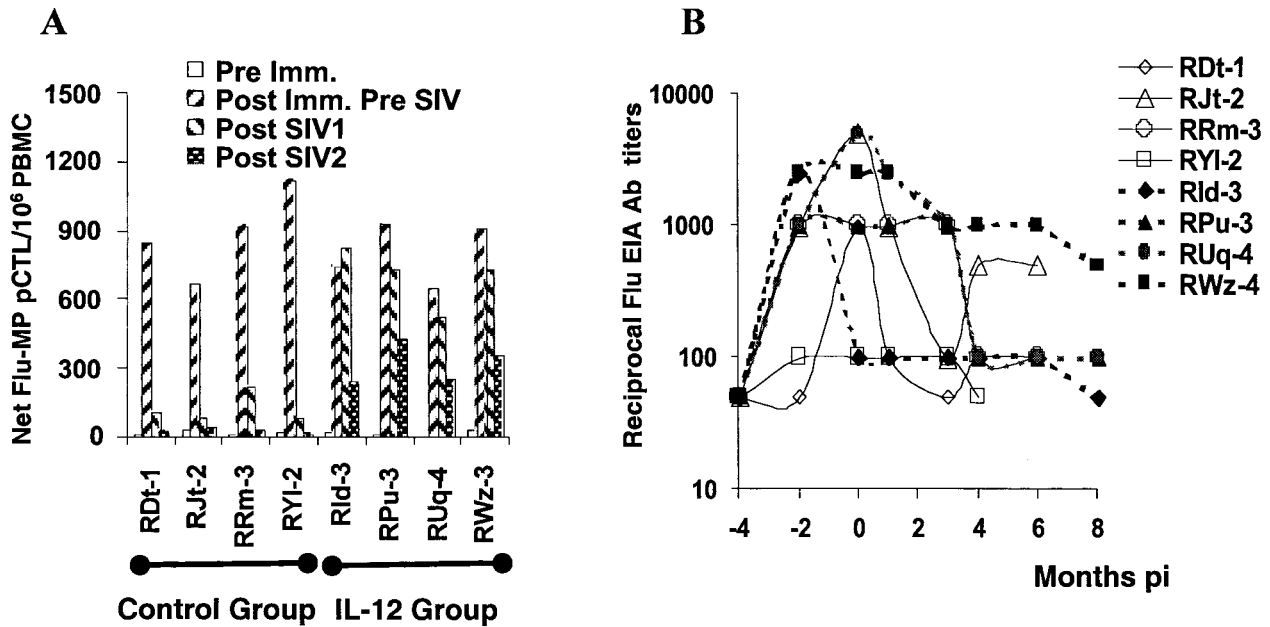 A
Net Flu-MP pCTL/10⁶ PBMC
1500
1200
900
600
300
0
Pre Imm.
Post Imm. Pre SIV
Post SIV1
Post SIV2
RDt-1
RJt-2
RRm-3
RYl-2
RId-3
RPu-3
RUq-4
RWz-3
Control Group
IL-12 Group
B
Reciprocal Flu EIA Ab titers
10000
1000
100
10
-4
-2
0
2
4
6
8
Months pi
RDt-1
RJt-2
RRm-3
RYl-2
RId-3
RPu-3
RUq-4
RWz-4